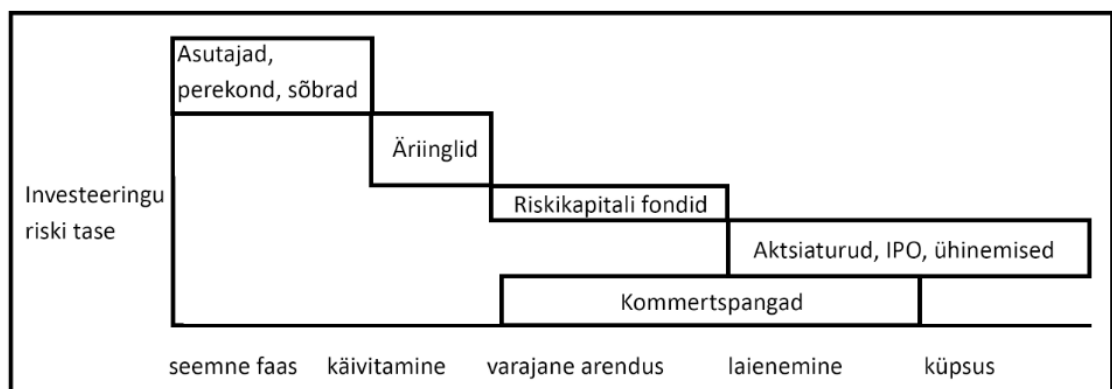 Asutajad,
perekond, sõbrad
Äriinglid
Investeeringu
riski tase
Riskikapitali fondid
Aktsiaturud, IPO, ühinemised
Kommertspangad
seemne faas käivitamine varajane arendus laienemine küpsus